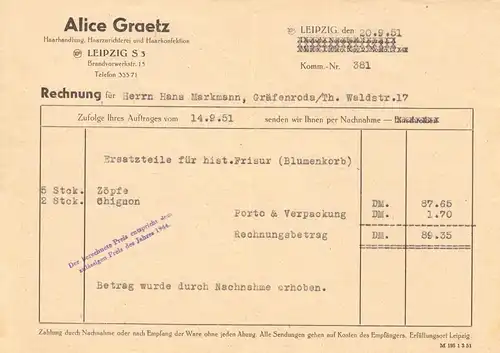 Alice Graetz
Haarhandlung, Haarzurichterei und Haarkonfektion
LEIPZIG S 3
Brandvorwerkstr. 15
Telefon 35571
LEIPZIG, den 20.9.51
Komm.-Nr. 381
Rechnung für Herrn Hans Markmann, Gräfenroda/Th. Waldstr.17
Zufolge Ihres Auftrages vom 14.9.51 senden wir Ihnen per Nachnahme —
Ersatzteile für hist.Frisur (Blumenkorb)
5 Stck. Zöpfe DM. 87.65
2 Stck. Chignon
Porto & Verpackung DM. 1.70
Rechnungsbetrag DM. 89.35
Der berechnete Preis entspricht dem
zulässigen Preis des Jahres 1944.
Betrag wurde durch Nachnahme erhoben.
Zahlung durch Nachnahme oder nach Empfang der Ware ohne jeden Abzug. Alle Sendungen gehen auf Kosten des Empfängers. Erfüllungsort Leipzig.